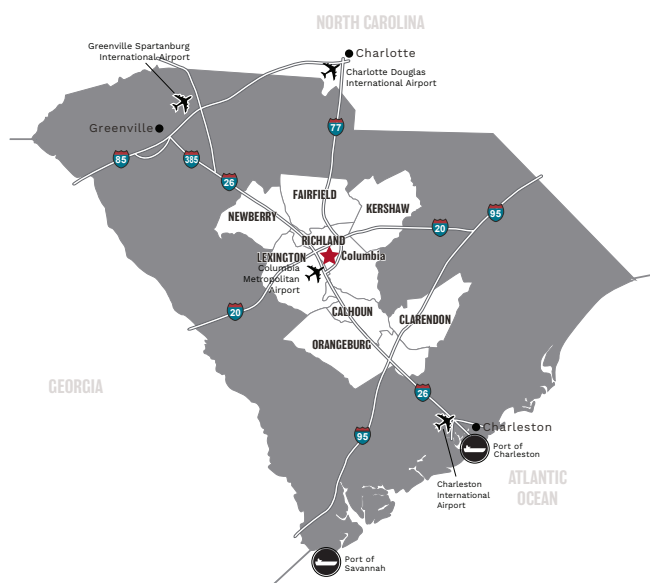 NORTH CAROLINA
Greenville Spartanburg
International Airport
Charlotte
Charlotte Douglas
International Airport
Greenville
77
85
385
26
FAIRFIELD
KERSHAW
NEWBERRY
95
20
RICHLAND
LEXINGTON
Columbia
Columbia
Metropolitan
Airport
20
CALHOUN
CLARENDON
ORANGEBURG
GEORGIA
26
95
Charleston
Port of
Charleston
Charleston
International
Airport
ATLANTIC
OCEAN
Port of
Savannah